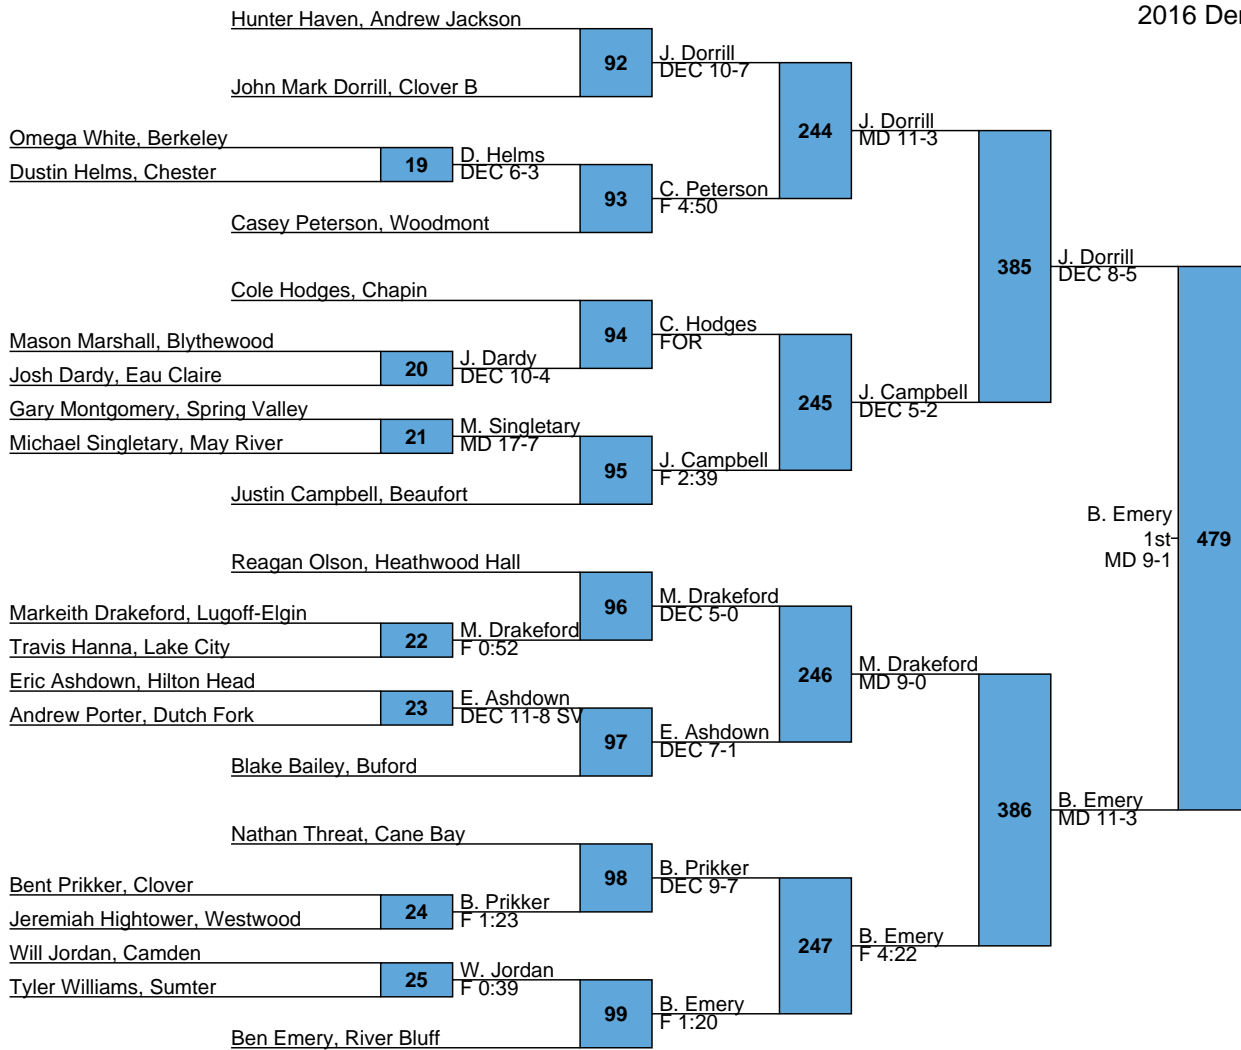 2016 Der
Hunter Haven, Andrew Jackson
92
J. Dorrill
DEC 10-7
John Mark Dorrill, Clover B
244
J. Dorrill
MD 11-3
Omega White, Berkeley
19
D. Helms
DEC 6-3
Dustin Helms, Chester
93
C. Peterson
F 4:50
Casey Peterson, Woodmont
385
J. Dorrill
DEC 8-5
Cole Hodges, Chapin
94
C. Hodges
FOR
Mason Marshall, Blythewood
20
J. Dardy
DEC 10-4
Josh Dardy, Eau Claire
245
J. Campbell
DEC 5-2
Gary Montgomery, Spring Valley
21
M. Singletary
MD 17-7
Michael Singletary, May River
95
J. Campbell
F 2:39
Justin Campbell, Beaufort
B. Emery
1st
MD 9-1
479
Reagan Olson, Heathwood Hall
96
M. Drakeford
DEC 5-0
Markeith Drakeford, Lugoff-Elgin
22
M. Drakeford
F 0:52
Travis Hanna, Lake City
246
M. Drakeford
MD 9-0
Eric Ashdown, Hilton Head
23
E. Ashdown
DEC 11-8 SV
Andrew Porter, Dutch Fork
97
E. Ashdown
DEC 7-1
Blake Bailey, Buford
386
B. Emery
MD 11-3
Nathan Threat, Cane Bay
98
B. Prikker
DEC 9-7
Bent Prikker, Clover
24
B. Prikker
F 1:23
Jeremiah Hightower, Westwood
247
B. Emery
F 4:22
Will Jordan, Camden
25
W. Jordan
F 0:39
Tyler Williams, Sumter
99
B. Emery
F 1:20
Ben Emery, River Bluff